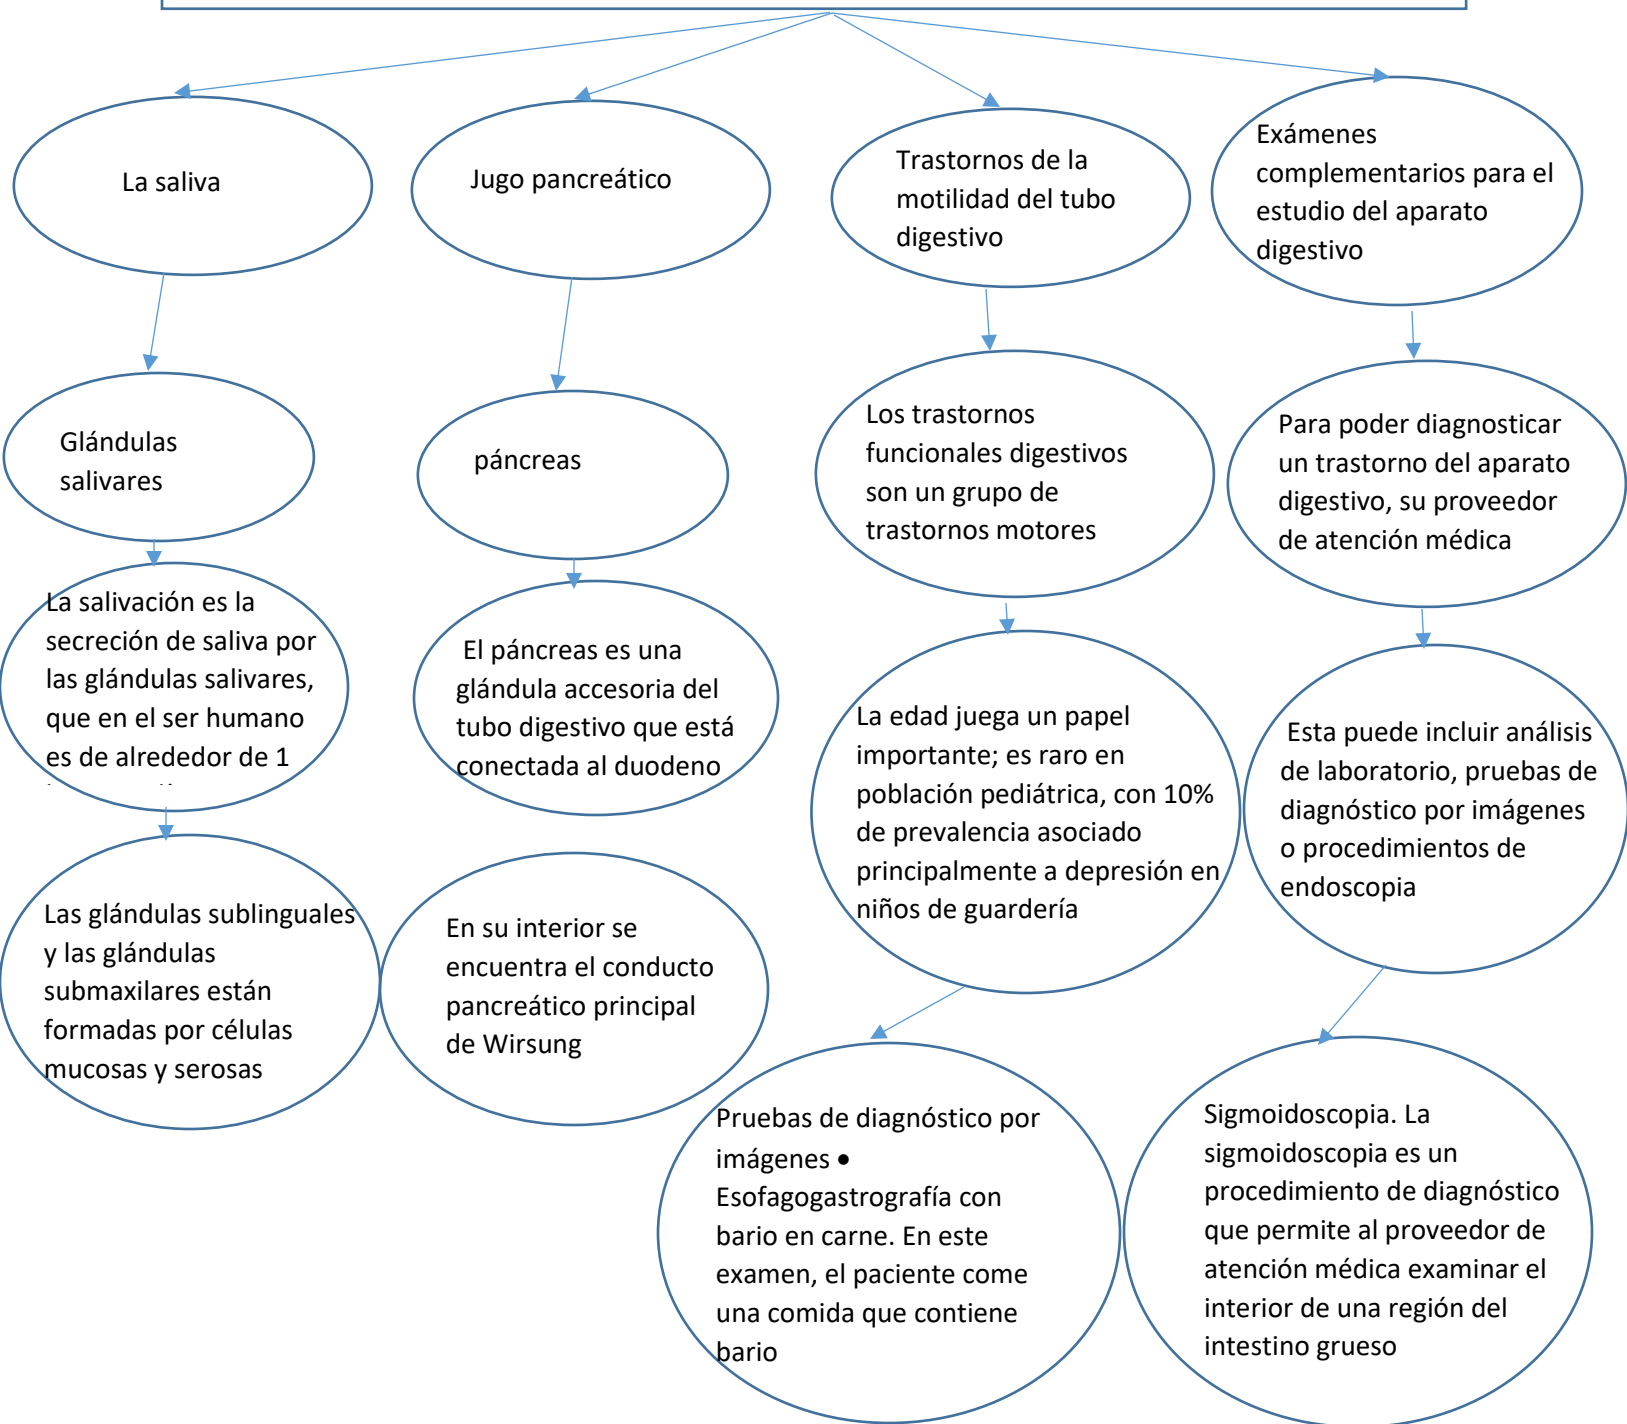 La saliva
Jugo pancreático
Trastornos de la
motilidad del tubo
digestivo
Exámenes
complementarios para el
estudio del aparato
digestivo
Glándulas
salivares
páncreas
Los trastornos
funcionales digestivos
son un grupo de
trastornos motores
Para poder diagnosticar
un trastorno del aparato
digestivo, su proveedor
de atención médica
La salivación es la
secreción de saliva por
las glándulas salivares,
que en el ser humano
es de alrededor de 1
El páncreas es una
glándula accesoria del
tubo digestivo que está
conectada al duodeno
La edad juega un papel
importante; es raro en
población pediátrica, con 10%
de prevalencia asociado
principalmente a depresión en
niños de guardería
Esta puede incluir análisis
de laboratorio, pruebas de
diagnóstico por imágenes
o procedimientos de
endoscopia
Las glándulas sublinguales
y las glándulas
submaxilares están
formadas por células
mucosas y serosas
En su interior se
encuentra el conducto
pancreático principal
de Wirsung
Pruebas de diagnóstico por
imágenes •
Esofagogastrografía con
bario en carne. En este
examen, el paciente come
una comida que contiene
bario
Sigmoidoscopia. La
sigmoidoscopia es un
procedimiento de diagnóstico
que permite al proveedor de
atención médica examinar el
interior de una región del
intestino grueso